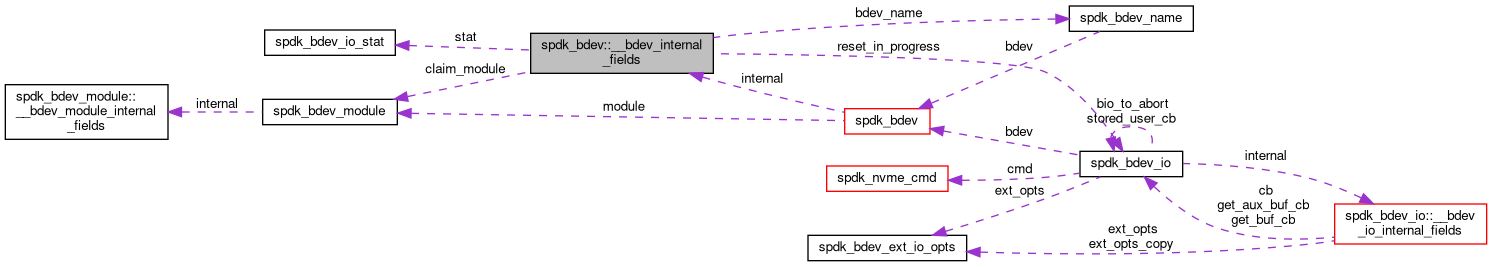 bdev_name
spdk_bdev_name
stat
spdk_bdev_io_stat
spdk_bdev::__bdev_internal
_fields
reset_in_progress
bdev
claim_module
internal
spdk_bdev_module::
__bdev_module_internal
_fields
internal
spdk_bdev_module
module
spdk_bdev
bio_to_abort
stored_user_cb
bdev
spdk_bdev_io
internal
cmd
spdk_nvme_cmd
ext_opts
cb
get_aux_buf_cb
get_buf_cb
spdk_bdev_io::__bdev
_io_internal_fields
ext_opts
ext_opts_copy
spdk_bdev_ext_io_opts